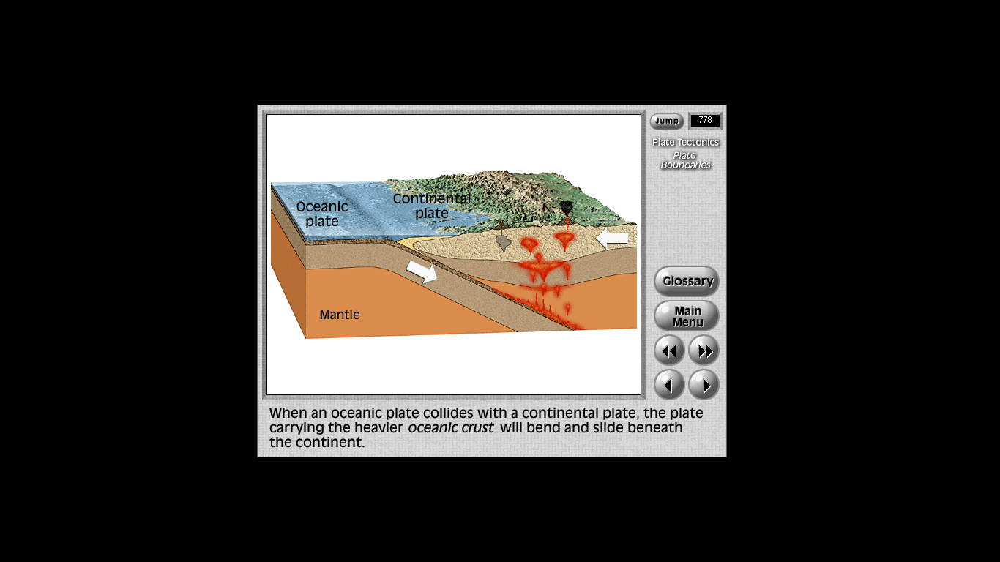 Jump 778
Plate Tectonics
Plate
Boundaries
Oceanic
plate
Continental
plate
Mantle
Glossary
Main
Menu
When an oceanic plate collides with a continental plate, the plate
carrying the heavier oceanic crust will bend and slide beneath
the continent.